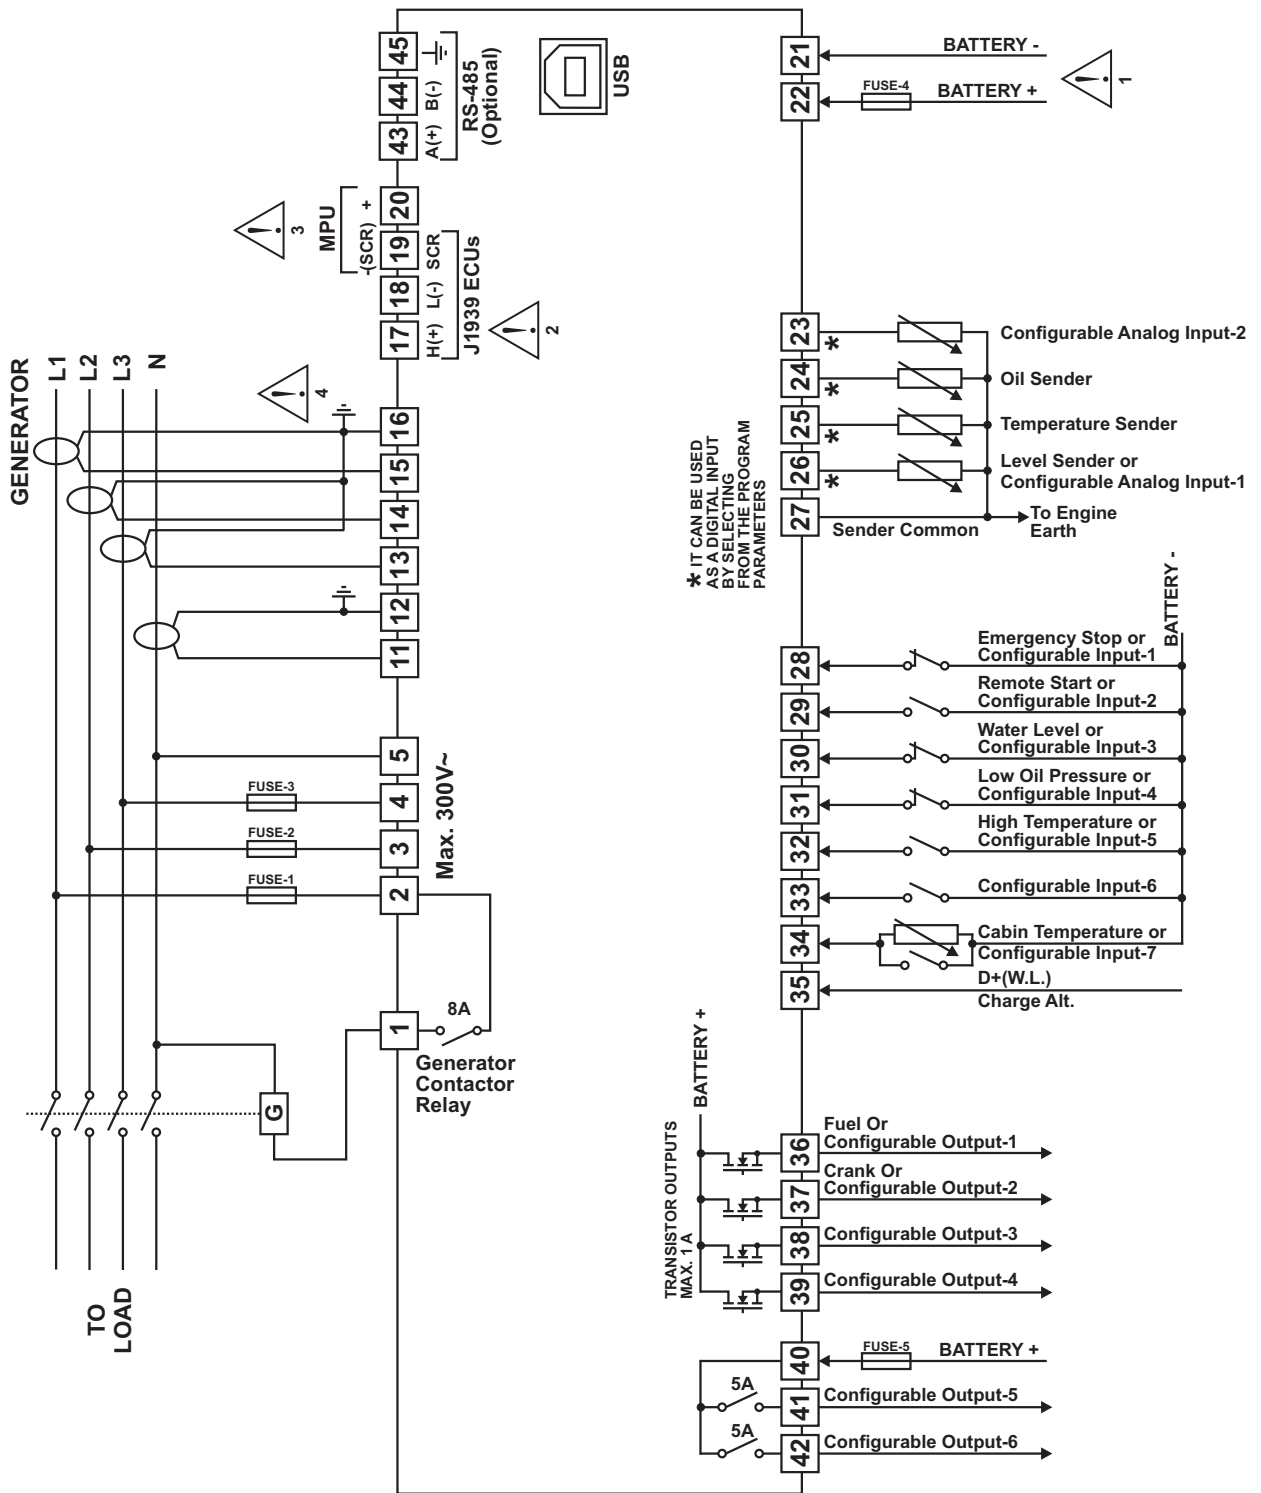 GENERATOR
L1
L2
L3
N
TO
LOAD
4
3
MPU
-(SCR) +
45
44
43
A(+) B(-)
RS-485
(Optional)
USB
20
19
18
17
H(+) L(-) SCR
J1939 ECUs
2
16
15
14
13
12
11
5
4
3
2
Max. 300V~
FUSE-3
FUSE-2
FUSE-1
1
8A
Generator
Contactor
Relay
G
21
BATTERY -
22
FUSE-4
BATTERY +
1
23
*
Configurable Analog Input-2
24
*
Oil Sender
25
*
Temperature Sender
26
*
Level Sender or
Configurable Analog Input-1
27
Sender Common
To Engine
Earth
* IT CAN BE USED
AS A DIGITAL INPUT
BY SELECTING
FROM THE PROGRAM
PARAMETERS
BATTERY -
28
Emergency Stop or
Configurable Input-1
29
Remote Start or
Configurable Input-2
30
Water Level or
Configurable Input-3
31
Low Oil Pressure or
Configurable Input-4
32
High Temperature or
Configurable Input-5
33
Configurable Input-6
34
Cabin Temperature or
Configurable Input-7
35
D+(W.L.)
Charge Alt.
BATTERY +
TRANSISTOR OUTPUTS
MAX. 1 A
36
Fuel Or
Configurable Output-1
37
Crank Or
Configurable Output-2
38
Configurable Output-3
39
Configurable Output-4
40
FUSE-5
BATTERY +
5A
41
Configurable Output-5
5A
42
Configurable Output-6